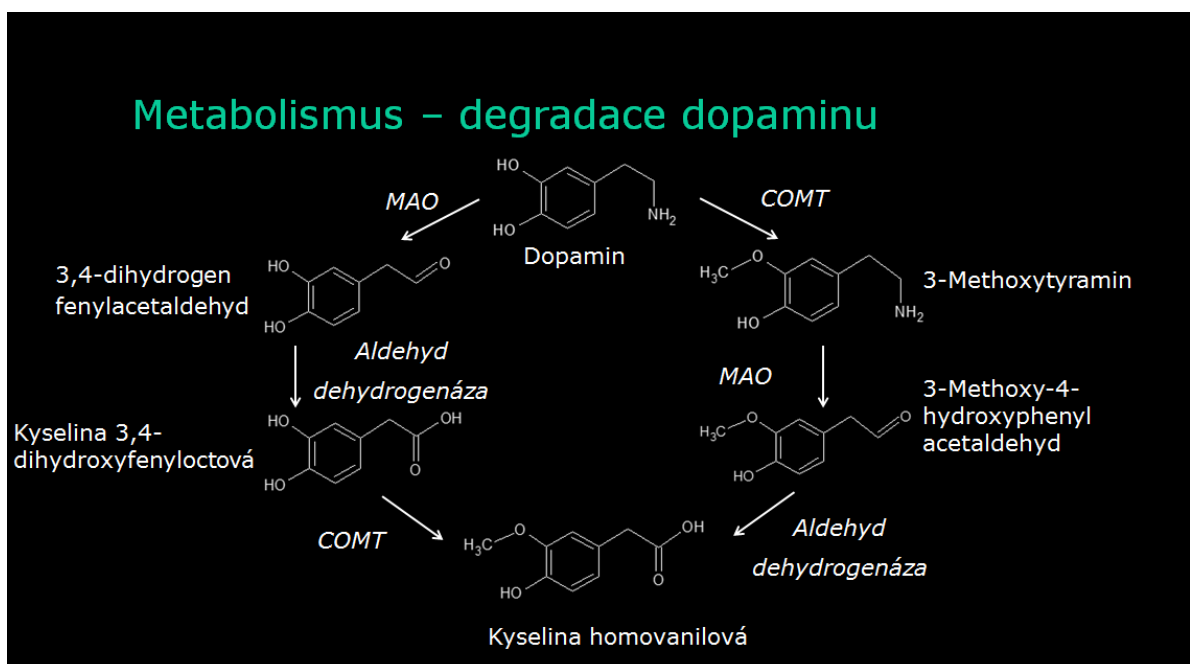 Metabolismus – degradace dopaminu
HO
HO
NH2
MAO
COMT
Dopamin
3,4-dihydrogen
fenylacetaldehyd
HO
HO
O
H3C
O
HO
NH2
3-Methoxytyramin
Aldehyd
dehydrogenáza
MAO
Kyselina 3,4-
dihydroxyfenyloctová
HO
HO
OH
O
H3C
O
HO
O
3-Methoxy-4-
hydroxyphenyl
acetaldehyd
COMT
H3C
O
HO
OH
O
Aldehyd
dehydrogenáza
Kyselina homovanilová